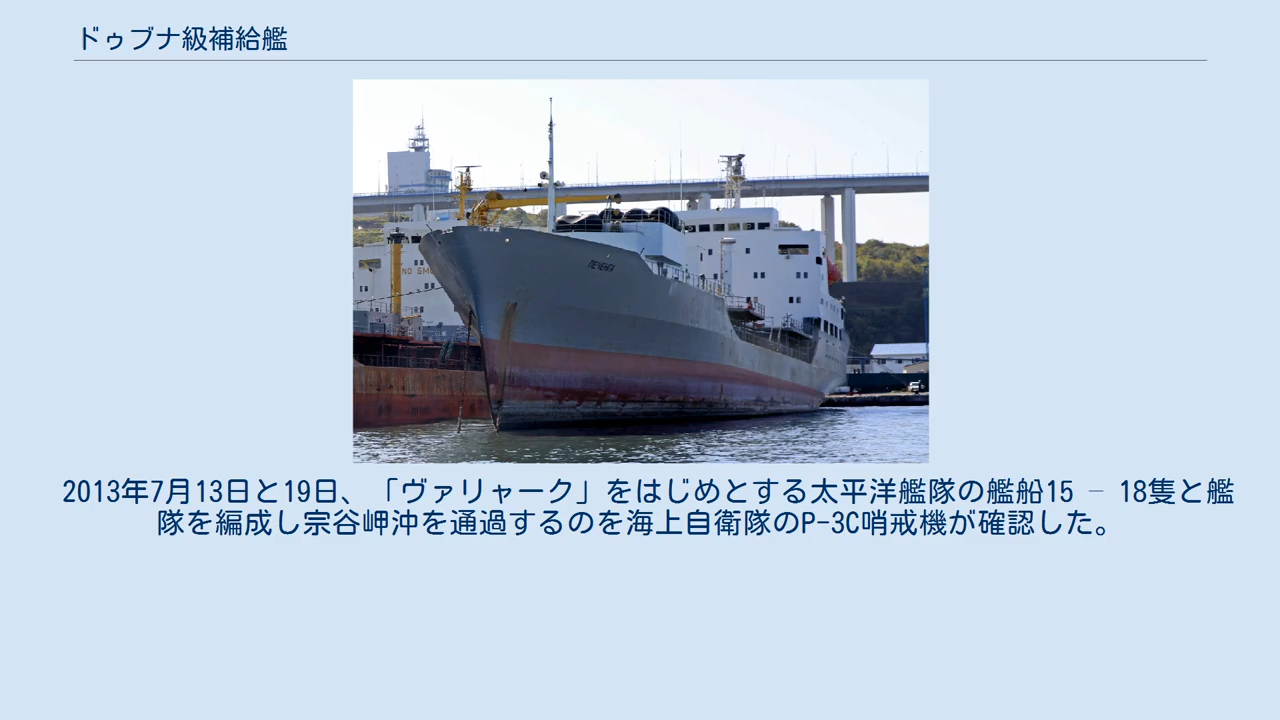 ドゥブナ級補給艦
NO SMO
ПЕЧЕНГА
2013年7月13日と19日、「ヴァリャーク」をはじめとする太平洋艦隊の艦船15 – 18隻と艦
隊を編成し宗谷岬沖を通過するのを海上自衛隊のP-3C哨戒機が確認した。